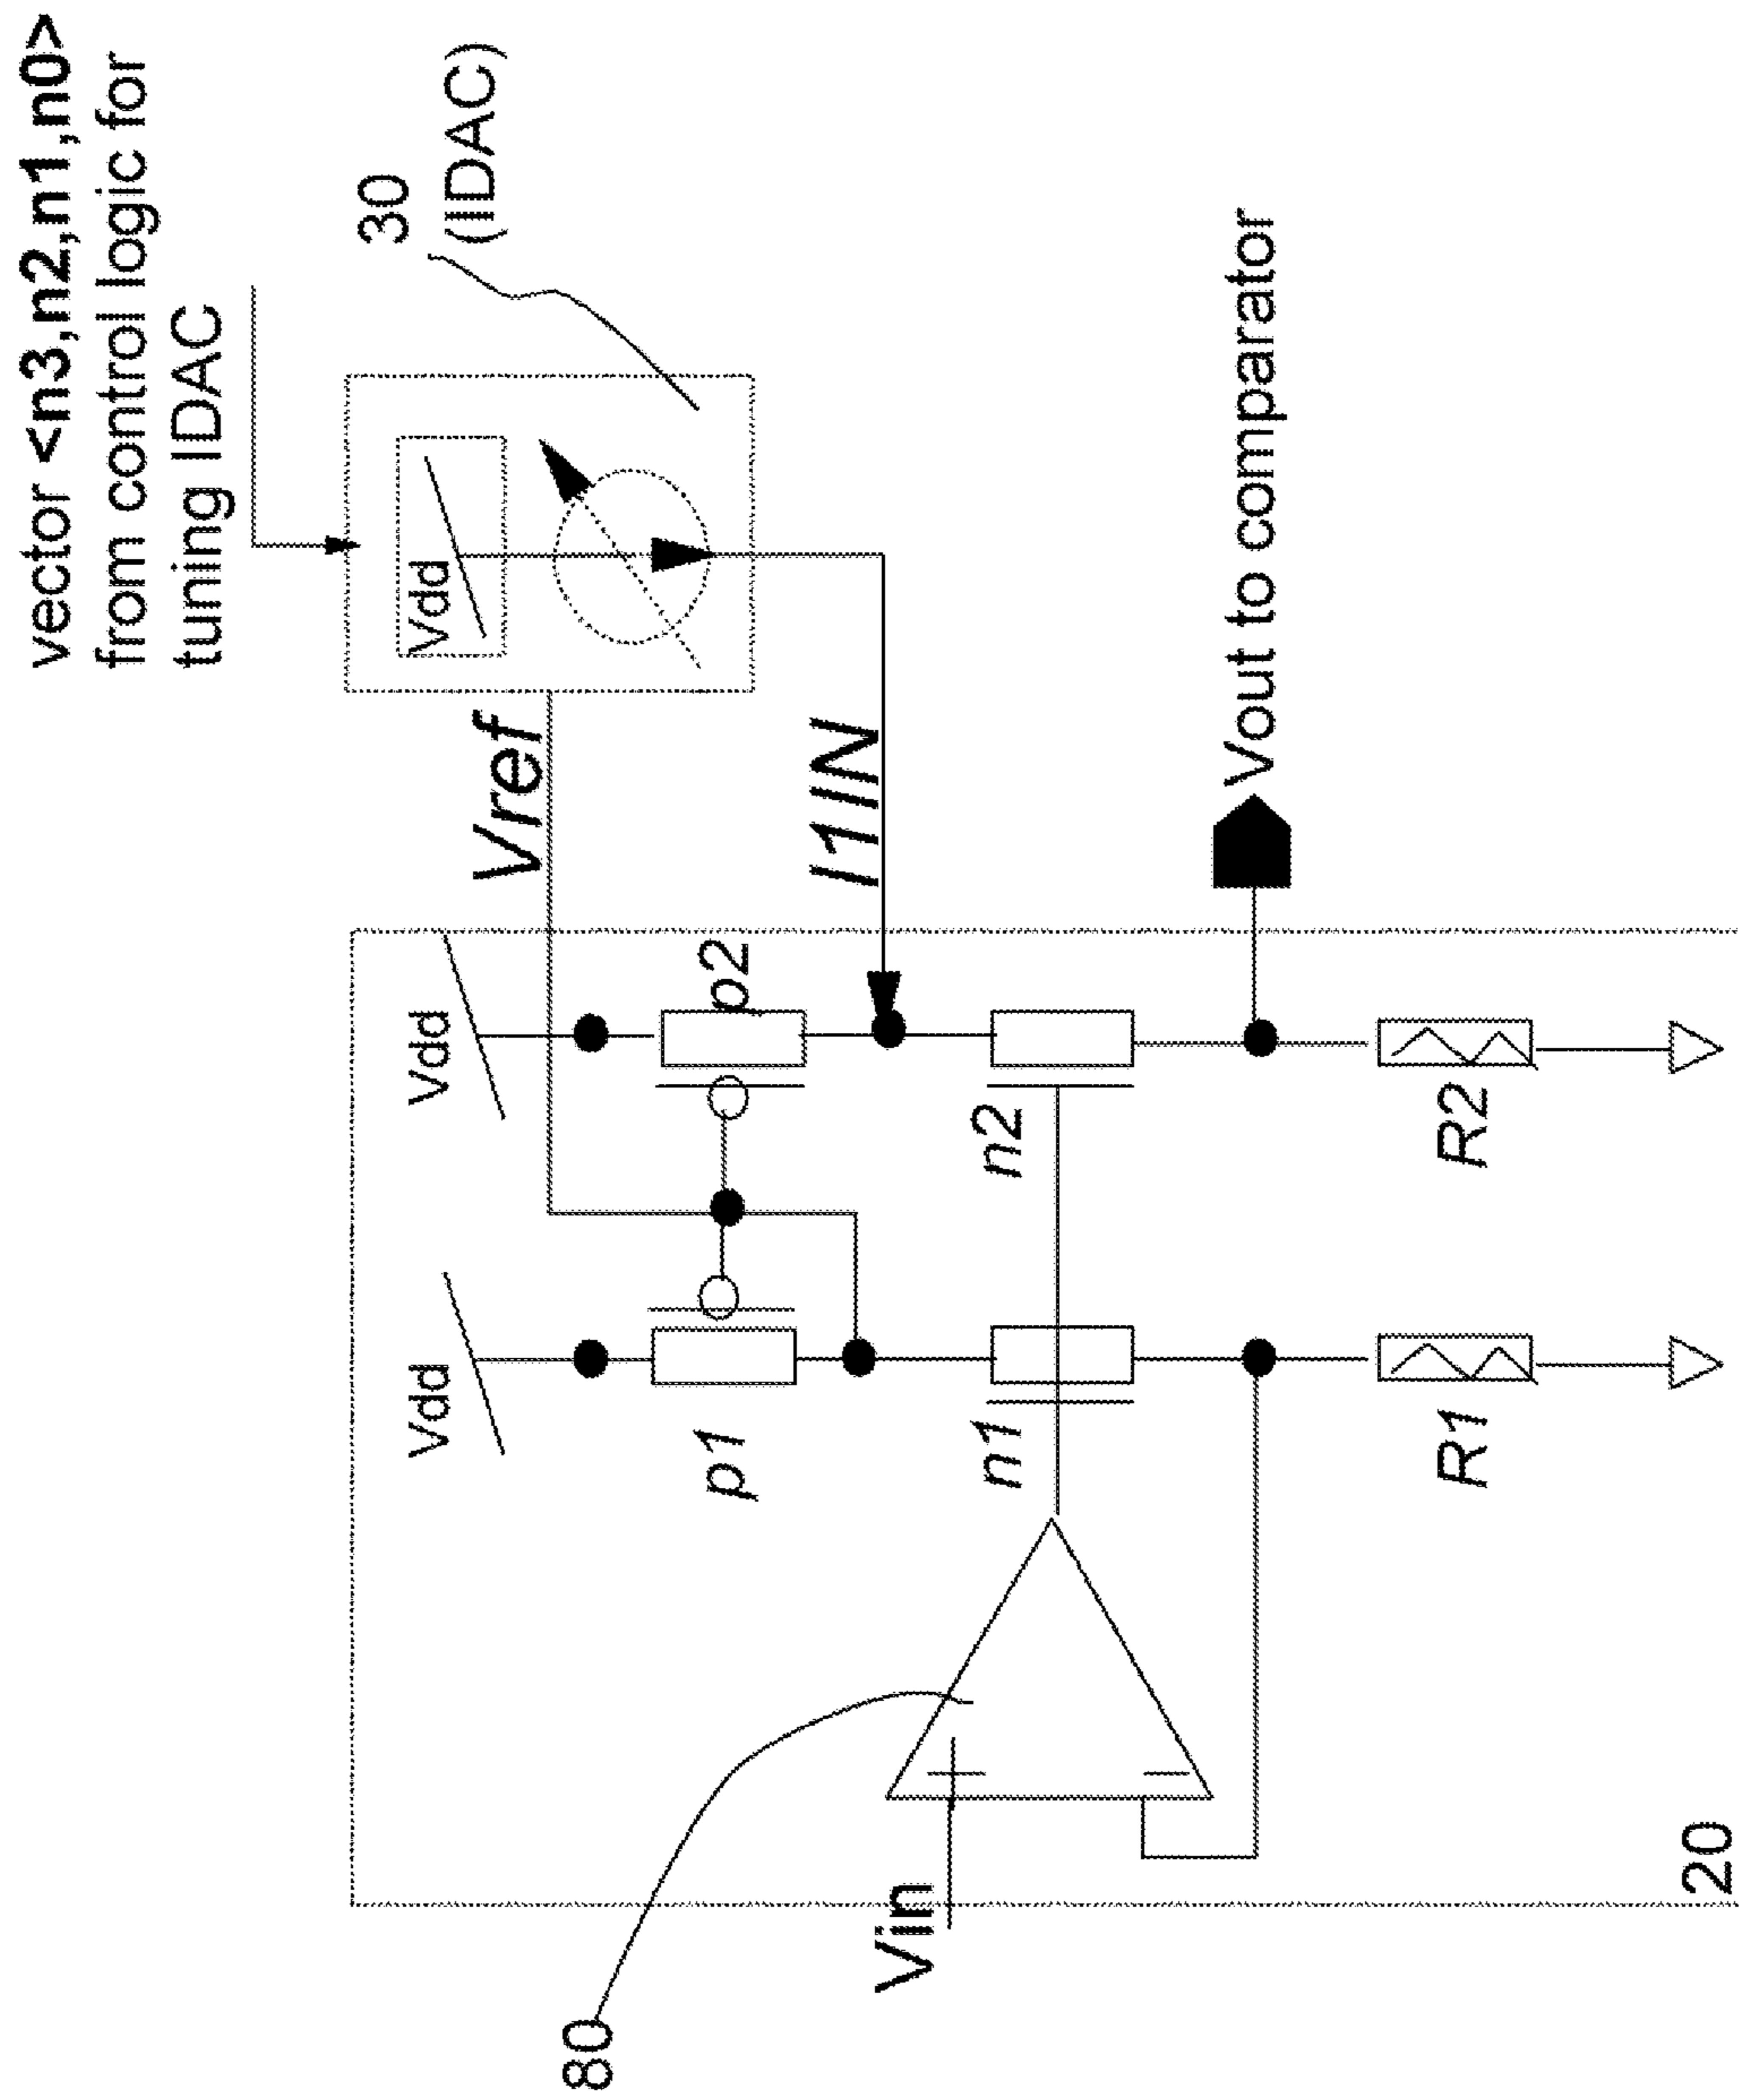 vector <n3,n2,n1,n0>
from control logic for
tuning IDAC
30
(IDAC)
Vdd
Vref
I1IN
Vdd
Vdd
p1
p2
n1
n2
Vout to comparator
R1
R2
Vin
+
−
80
20